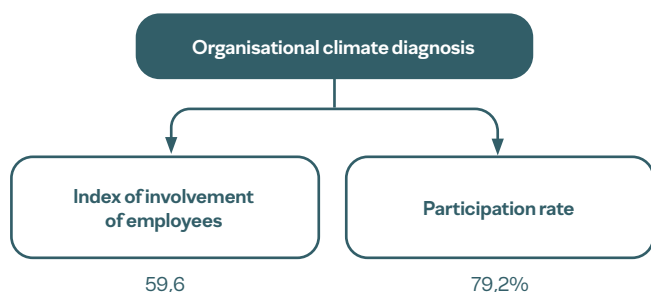 Organisational climate diagnosis
Index of involvement
of employees
Participation rate
59,6
79,2%